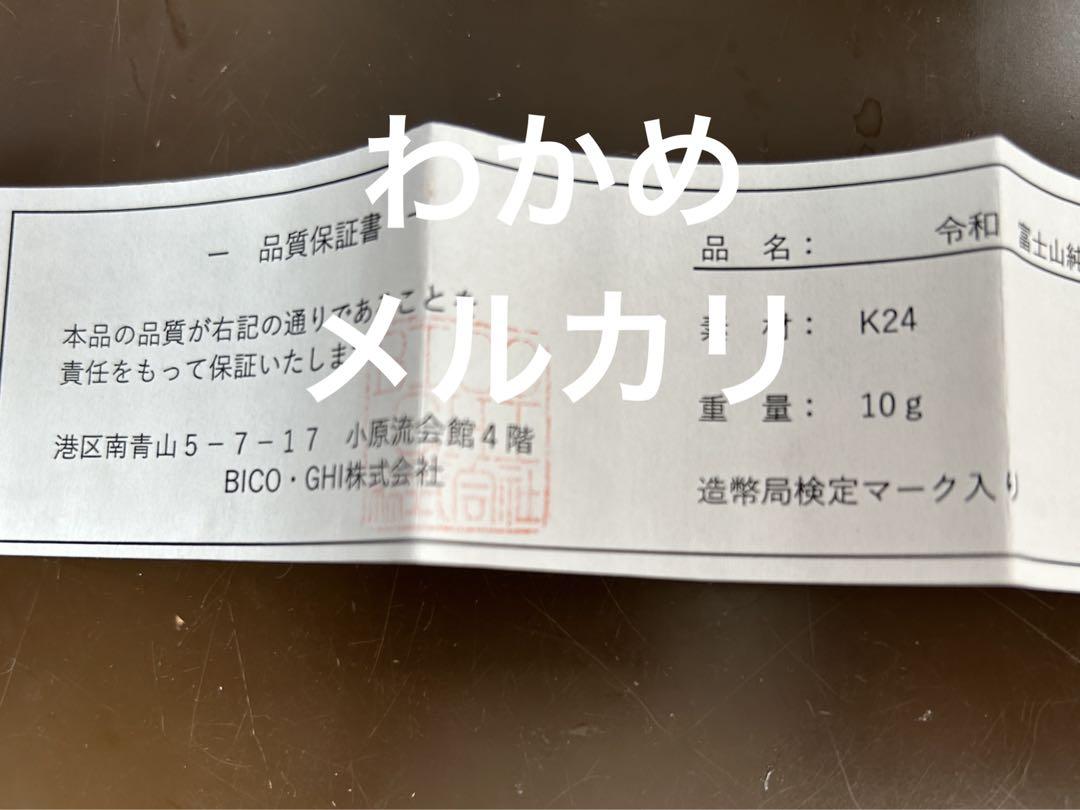 わかめ
メルカリ
― 品質保証書 ―
本品の品質が右記の通りであることを
責任をもって保証いたしま
港区南青山5-7-17 小原流会館4階
BICO・GHI株式会社
品 名： 令和 富士山純
素 材： K24
重 量： 10g
造幣局検定マーク入り